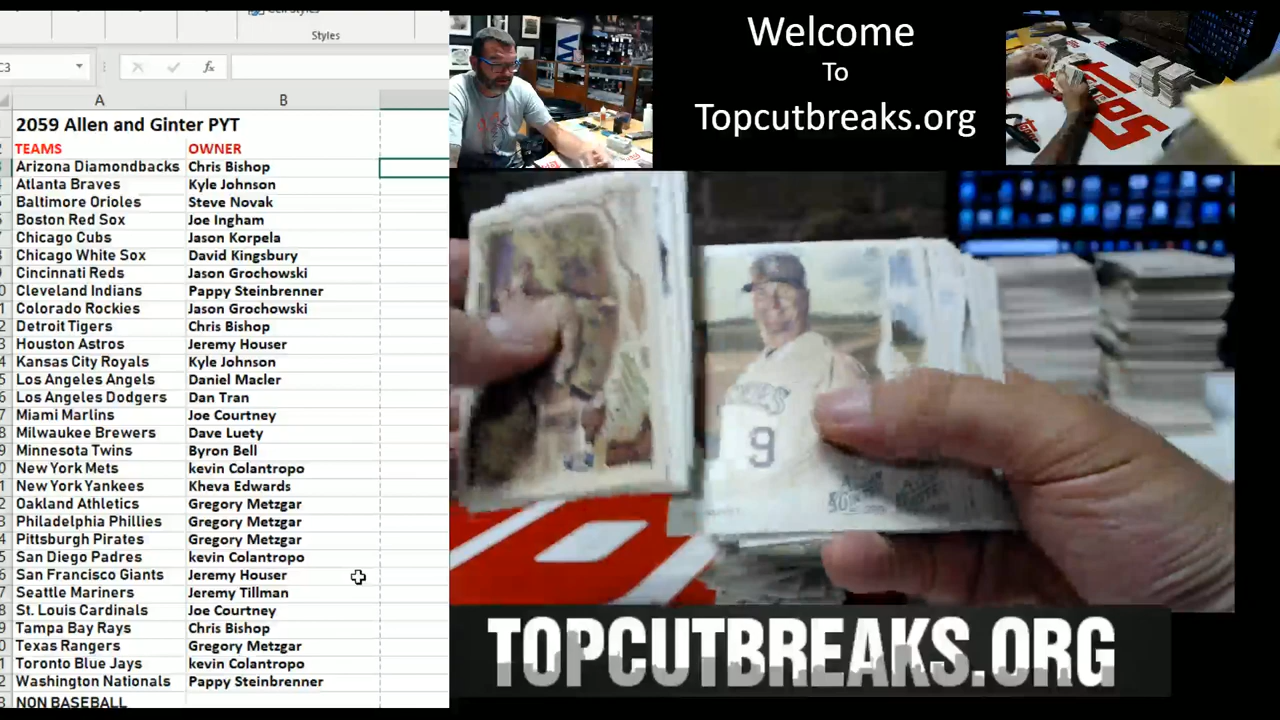 Styles
C3
fx
A B
2059 Allen and Ginter PYT
TEAMS OWNER
Arizona Diamondbacks Chris Bishop
Atlanta Braves Kyle Johnson
Baltimore Orioles Steve Novak
Boston Red Sox Joe Ingham
Chicago Cubs Jason Korpela
Chicago White Sox David Kingsbury
Cincinnati Reds Jason Grochowski
Cleveland Indians Pappy Steinbrenner
Colorado Rockies Jason Grochowski
Detroit Tigers Chris Bishop
Houston Astros Jeremy Houser
Kansas City Royals Kyle Johnson
Los Angeles Angels Daniel Macler
Los Angeles Dodgers Dan Tran
Miami Marlins Joe Courtney
Milwaukee Brewers Dave Luety
Minnesota Twins Byron Bell
New York Mets kevin Colantropo
New York Yankees Kheva Edwards
Oakland Athletics Gregory Metzgar
Philadelphia Phillies Gregory Metzgar
Pittsburgh Pirates Gregory Metzgar
San Diego Padres kevin Colantropo
San Francisco Giants Jeremy Houser
Seattle Mariners Jeremy Tillman
St. Louis Cardinals Joe Courtney
Tampa Bay Rays Chris Bishop
Texas Rangers Gregory Metzgar
Toronto Blue Jays kevin Colantropo
Washington Nationals Pappy Steinbrenner
NON BASEBALL
Welcome
To
Topcutbreaks.org
topps
9
TOPCUTBREAKS.ORG